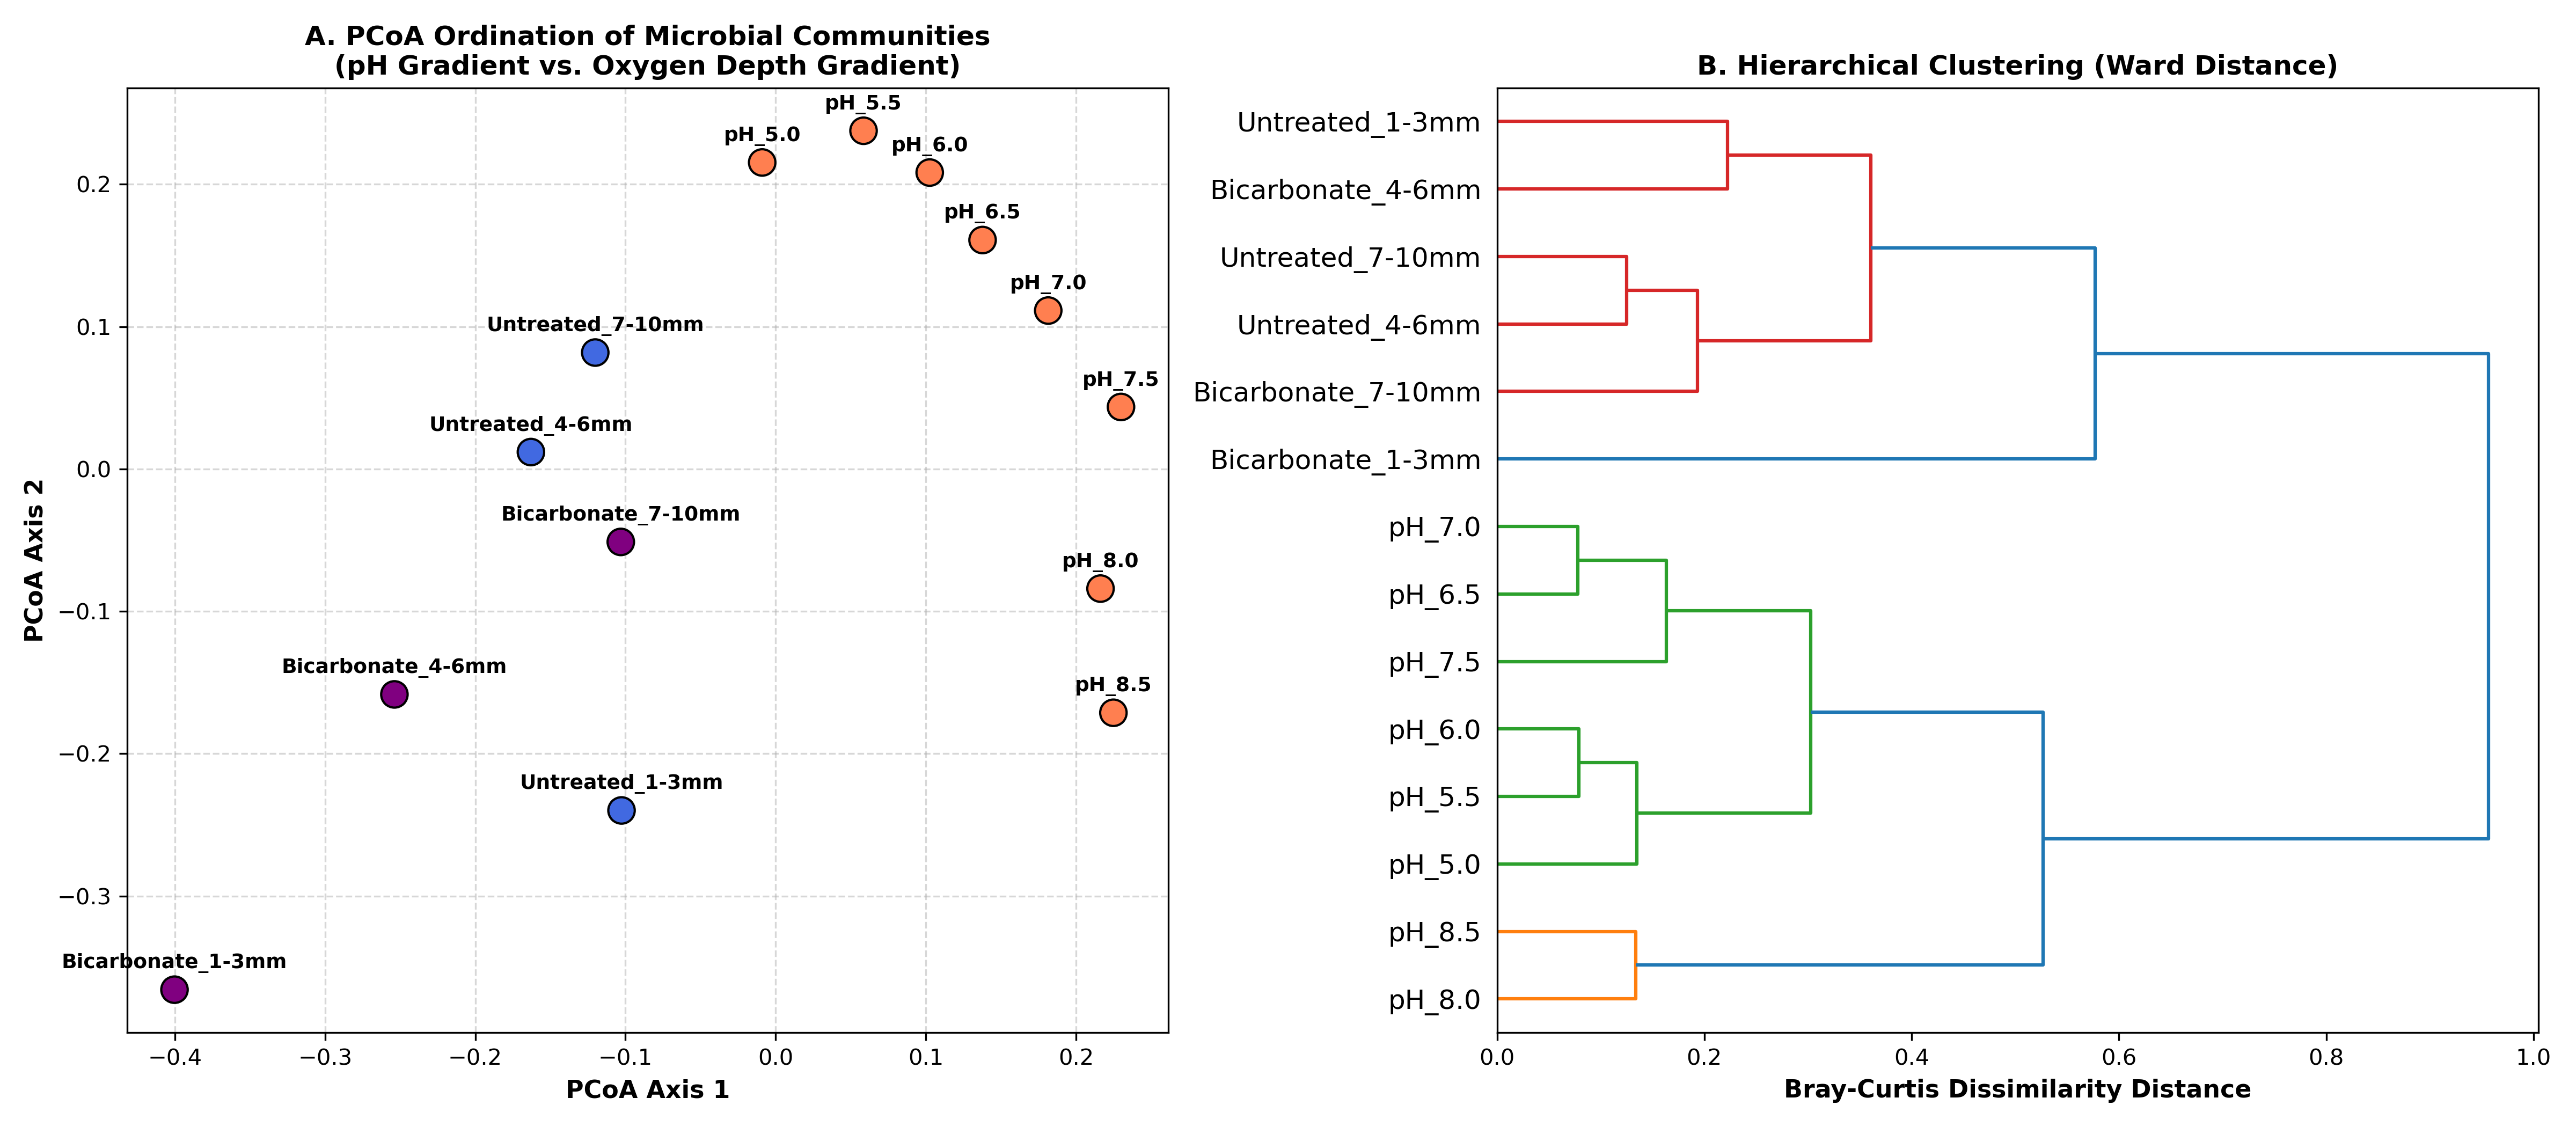 A. PCoA Ordination of Microbial Communities
(pH Gradient vs. Oxygen Depth Gradient)
pH_5.5
pH_5.0
pH_6.0
pH_6.5
pH_7.0
Untreated_7-10mm
pH_7.5
Untreated_4-6mm
Bicarbonate_7-10mm
pH_8.0
Bicarbonate_4-6mm
pH_8.5
Untreated_1-3mm
Bicarbonate_1-3mm
0.2
0.1
0.0
−0.1
−0.2
−0.3
PCoA Axis 2
−0.4
−0.3
−0.2
−0.1
0.0
0.1
0.2
PCoA Axis 1
B. Hierarchical Clustering (Ward Distance)
Untreated_1-3mm
Bicarbonate_4-6mm
Untreated_7-10mm
Untreated_4-6mm
Bicarbonate_7-10mm
Bicarbonate_1-3mm
pH_7.0
pH_6.5
pH_7.5
pH_6.0
pH_5.5
pH_5.0
pH_8.5
pH_8.0
0.0
0.2
0.4
0.6
0.8
1.0
Bray-Curtis Dissimilarity Distance